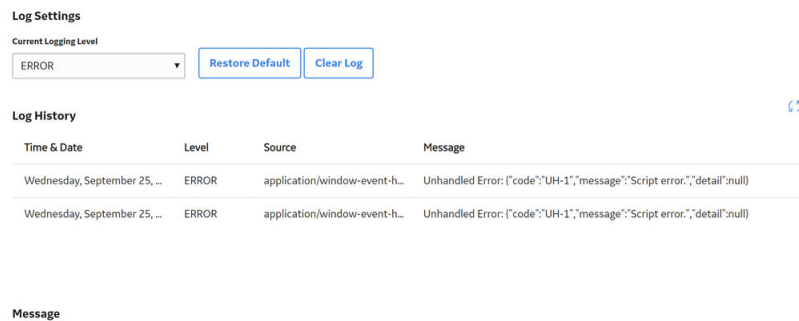 Log Settings
Current Logging Level
ERROR
Restore Default
Clear Log
Log History
Time & Date Level Source Message
Wednesday, September 25, ... ERROR application/window-event-h... Unhandled Error: {"code":"UH-1","message":"Script error.","detail":null}
Wednesday, September 25, ... ERROR application/window-event-h... Unhandled Error: {"code":"UH-1","message":"Script error.","detail":null}
Message